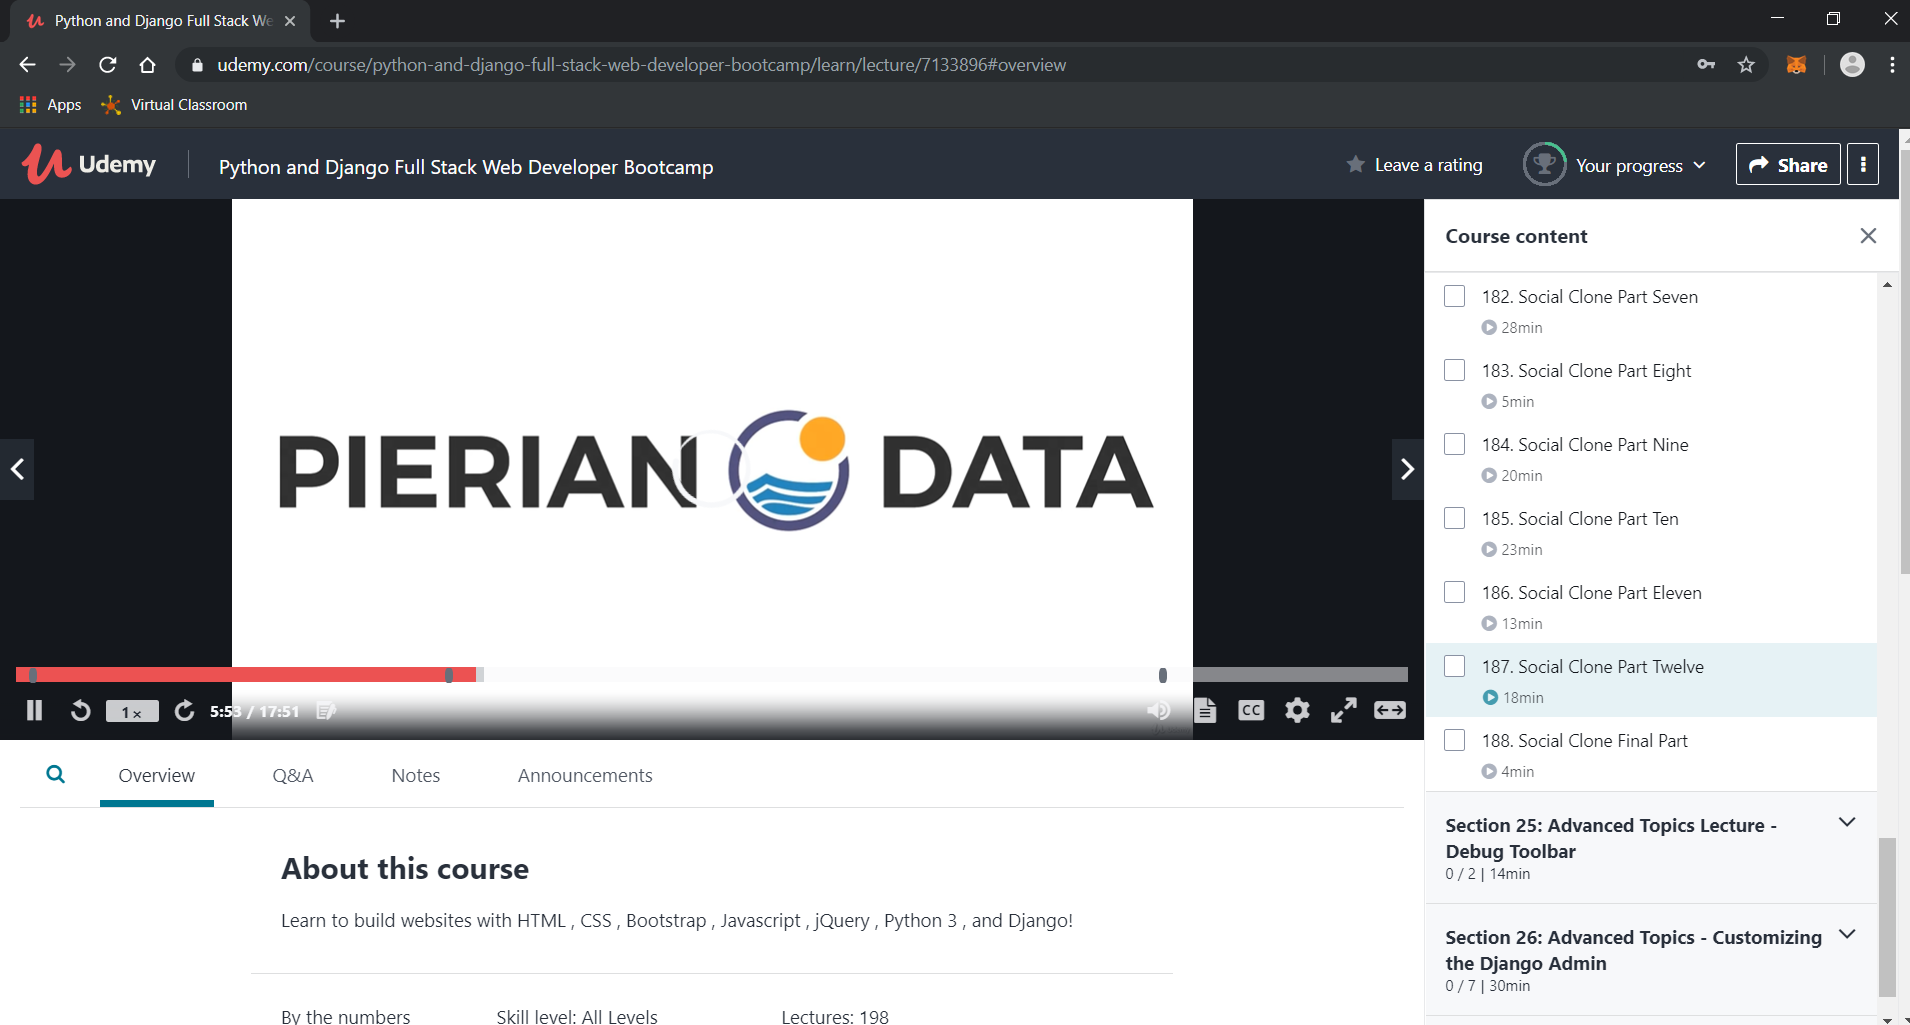 Python and Django Full Stack We
udemy.com/course/python-and-django-full-stack-web-developer-bootcamp/learn/lecture/7133896#overview
Apps
Virtual Classroom
Udemy
Python and Django Full Stack Web Developer Bootcamp
Leave a rating
Your progress
Share
PIERIAN DATA
1x
5:53 / 17:51
CC
Course content
182. Social Clone Part Seven
28min
183. Social Clone Part Eight
5min
184. Social Clone Part Nine
20min
185. Social Clone Part Ten
23min
186. Social Clone Part Eleven
13min
187. Social Clone Part Twelve
18min
188. Social Clone Final Part
4min
Section 25: Advanced Topics Lecture -
Debug Toolbar
0 / 2 | 14min
Section 26: Advanced Topics - Customizing
the Django Admin
0 / 7 | 30min
Overview
Q&A
Notes
Announcements
About this course
Learn to build websites with HTML , CSS , Bootstrap , Javascript , jQuery , Python 3 , and Django!
By the numbers
Skill level: All Levels
Lectures: 198